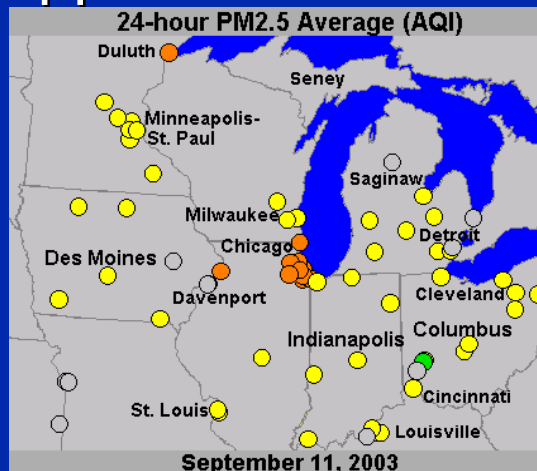 24-hour PM2.5 Average (AQI)
Duluth
Seney
Minneapolis-
St. Paul
Saginaw
Milwaukee
Detroit
Chicago
Des Moines
Davenport
Cleveland
Indianapolis
Columbus
Cincinnati
St. Louis
Louisville
September 11, 2003